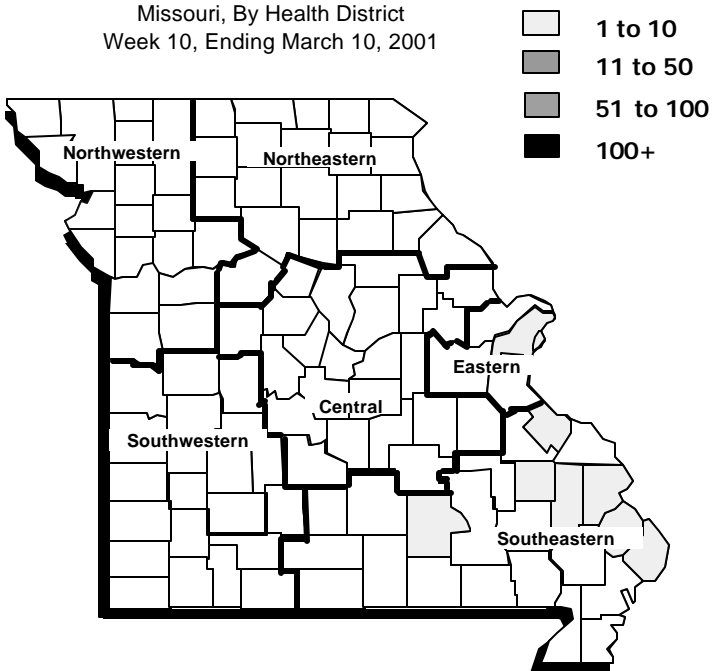 Missouri, By Health District
Week 10, Ending March 10, 2001
1 to 10
11 to 50
51 to 100
100+
Northwestern
Northeastern
Eastern
Central
Southwestern
Southeastern